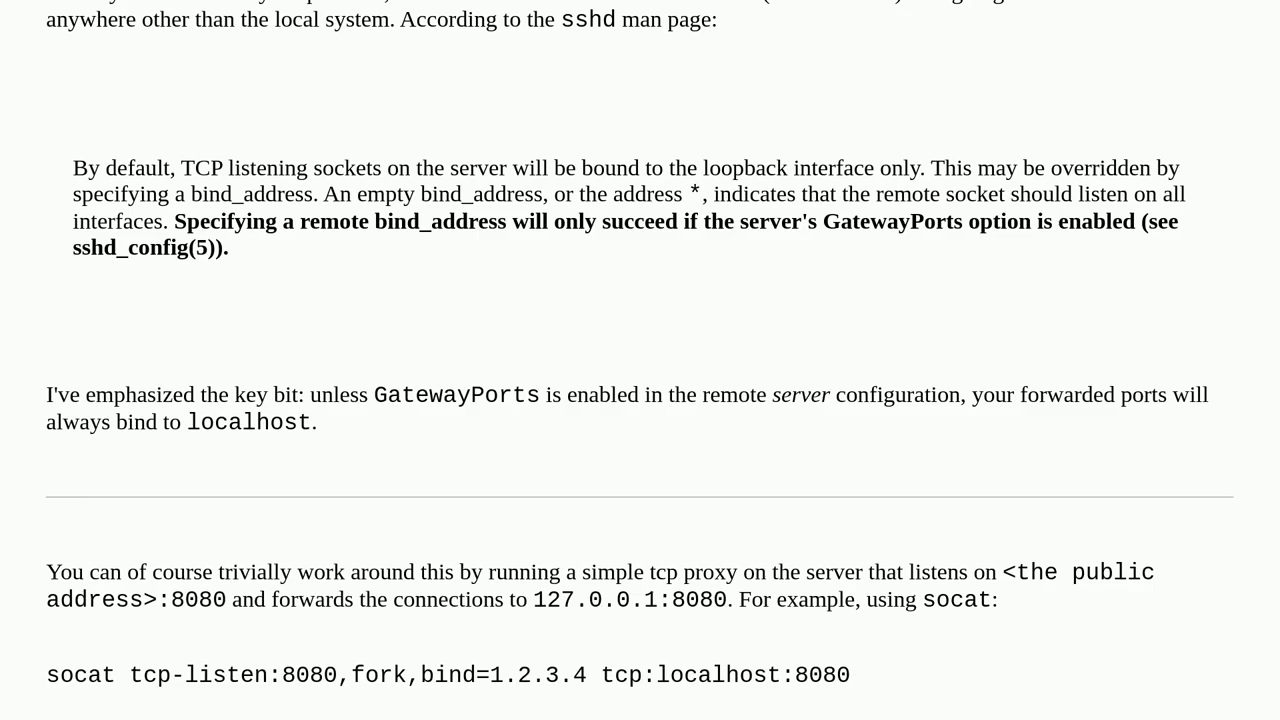 anywhere other than the local system. According to the sshd man page:
By default, TCP listening sockets on the server will be bound to the loopback interface only. This may be overridden by
specifying a bind_address. An empty bind_address, or the address *, indicates that the remote socket should listen on all
interfaces. Specifying a remote bind_address will only succeed if the server's GatewayPorts option is enabled (see
sshd_config(5)).
I've emphasized the key bit: unless GatewayPorts is enabled in the remote server configuration, your forwarded ports will
always bind to localhost.
You can of course trivially work around this by running a simple tcp proxy on the server that listens on <the public
address>:8080 and forwards the connections to 127.0.0.1:8080. For example, using socat:
socat tcp-listen:8080,fork,bind=1.2.3.4 tcp:localhost:8080